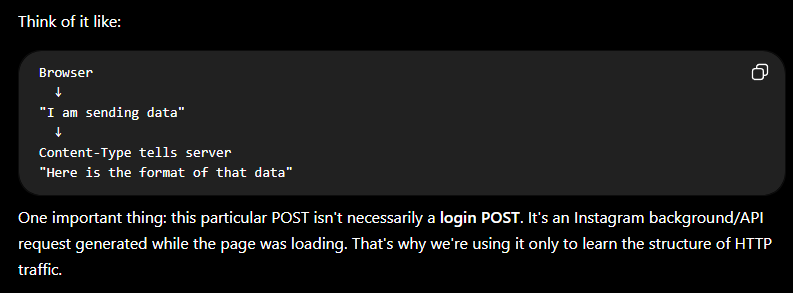 Think of it like:
Browser
↓
"I am sending data"
↓
Content-Type tells server
"Here is the format of that data"
One important thing: this particular POST isn't necessarily a login POST. It's an Instagram background/API
request generated while the page was loading. That's why we're using it only to learn the structure of HTTP
traffic.